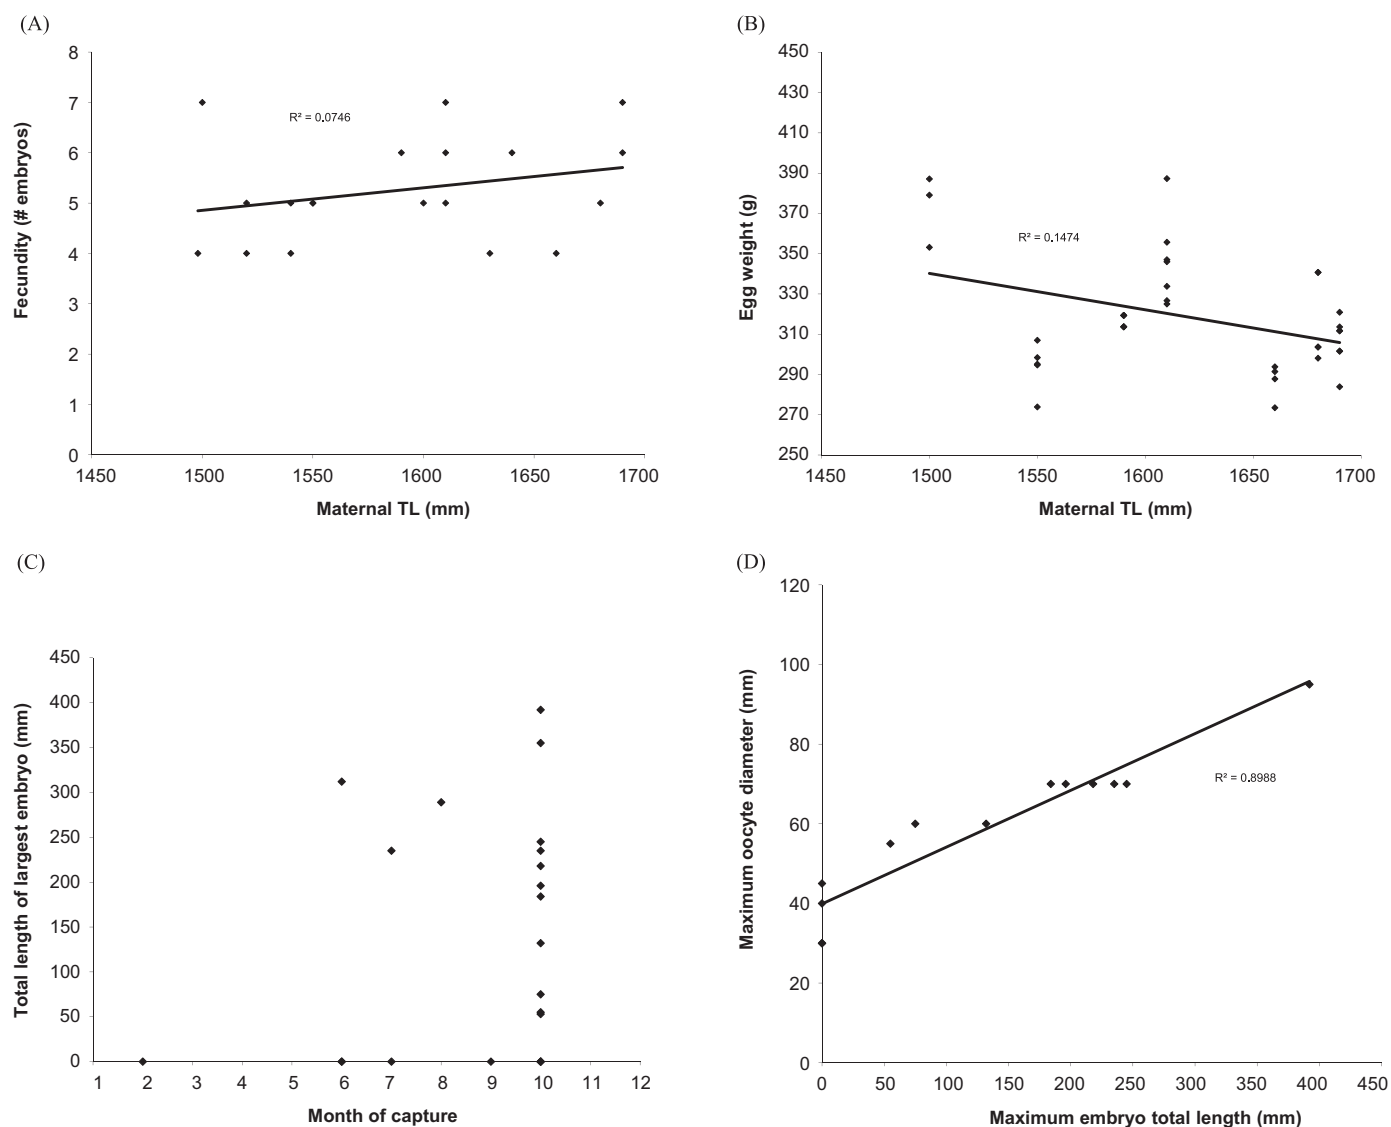 (A)
8
7
6
5
4
3
2
1
0
Fecundity (# embryos)
R² = 0.0746
1450 1500 1550 1600 1650 1700
Maternal TL (mm)
(B)
450
430
410
390
370
350
330
310
290
270
250
Egg weight (g)
R² = 0.1474
1450 1500 1550 1600 1650 1700
Maternal TL (mm)
(C)
450
400
350
300
250
200
150
100
50
0
Total length of largest embryo (mm)
1 2 3 4 5 6 7 8 9 10 11 12
Month of capture
(D)
120
100
80
60
40
20
0
Maximum oocyte diameter (mm)
R² = 0.8988
0 50 100 150 200 250 300 350 400 450
Maximum embryo total length (mm)